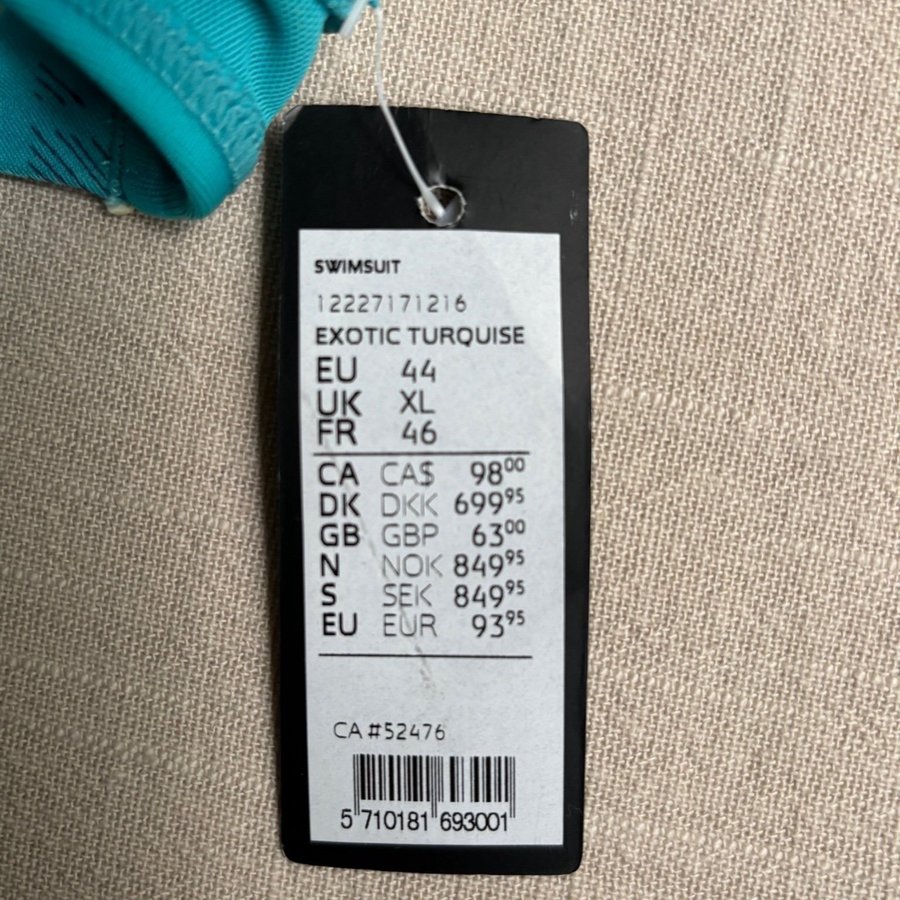 SWIMSUIT
12227171216
EXOTIC TURQUISE
EU 44
UK XL
FR 46
CA CA$ 98⁰⁰
DK DKK 699⁹⁵
GB GBP 63⁰⁰
N NOK 849⁹⁵
S SEK 849⁹⁵
EU EUR 93⁹⁵
CA #52476
5 710181 693001